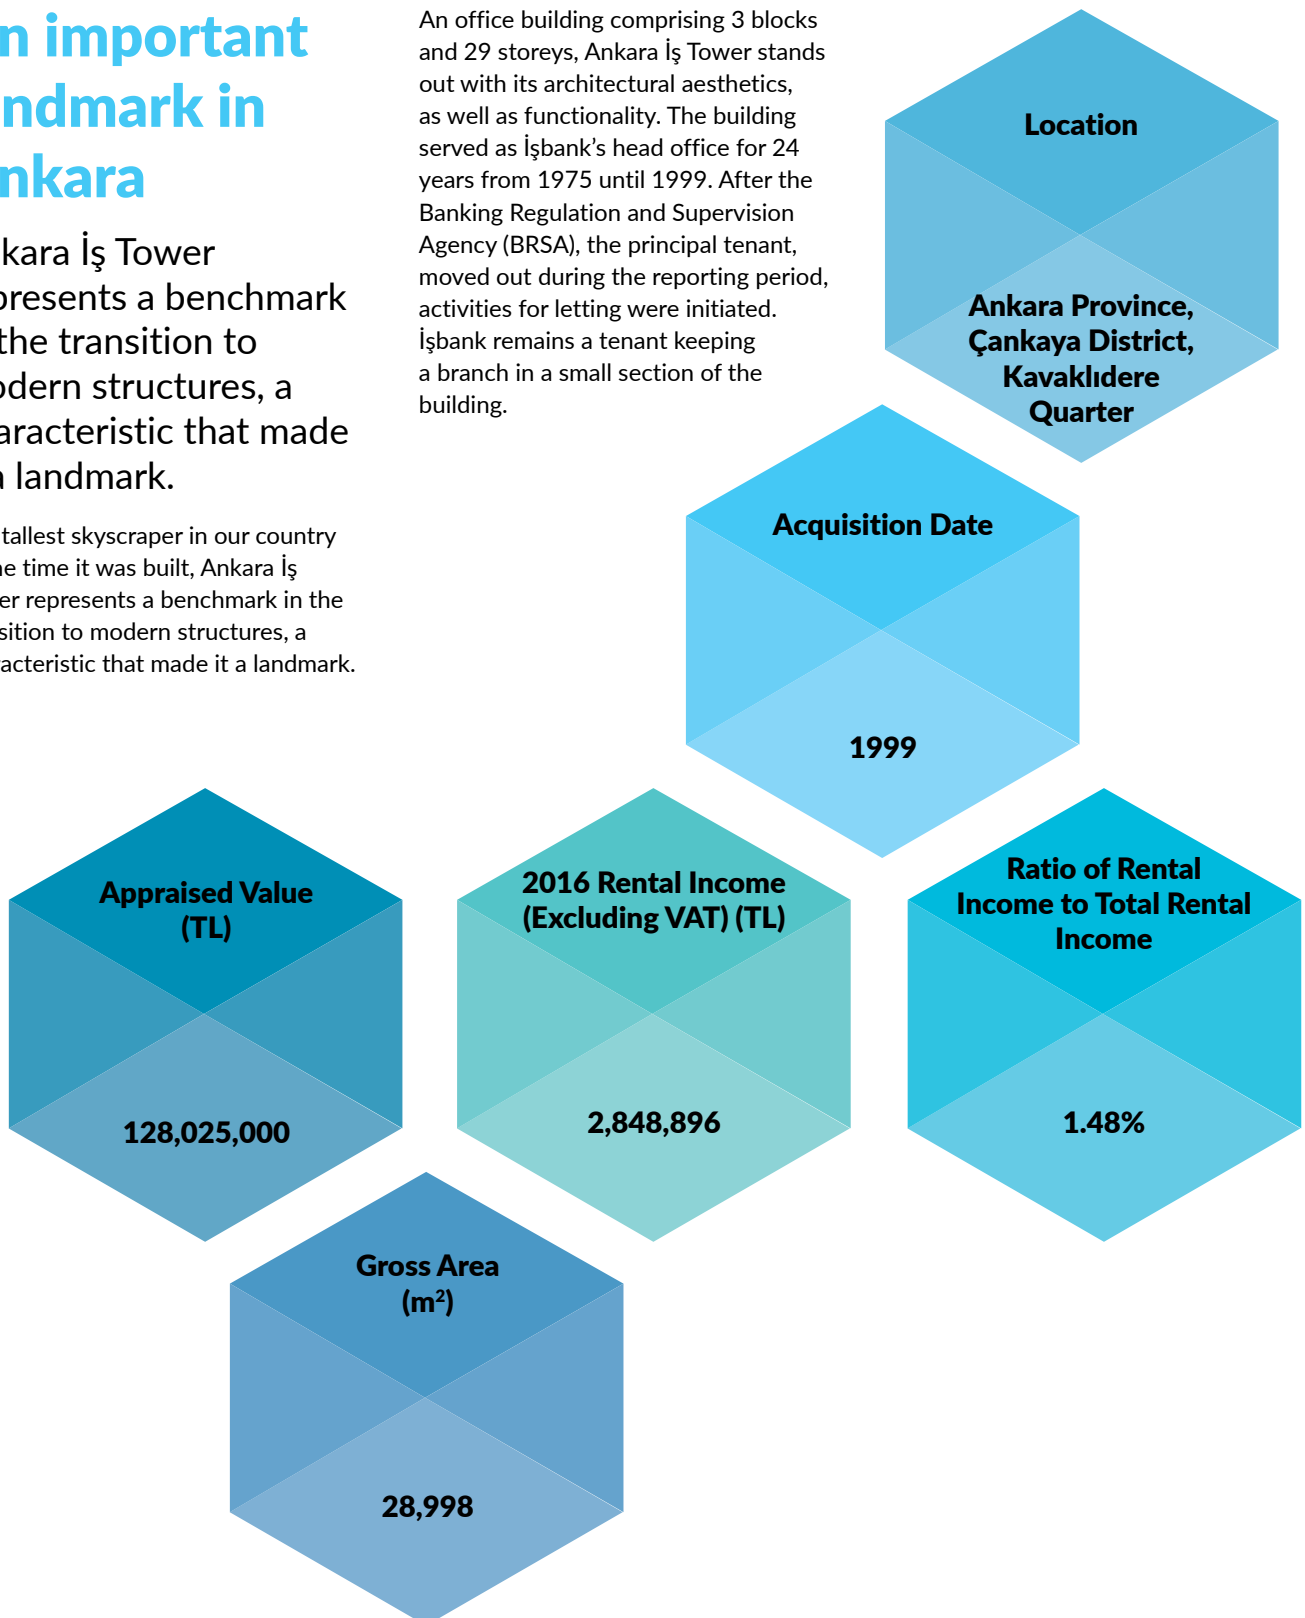 n important
ndmark in
nkara
kara İş Tower
presents a benchmark
the transition to
odern structures, a
aracteristic that made
a landmark.
tallest skyscraper in our country
he time it was built, Ankara İş
er represents a benchmark in the
sition to modern structures, a
racteristic that made it a landmark.
An office building comprising 3 blocks
and 29 storeys, Ankara İş Tower stands
out with its architectural aesthetics,
as well as functionality. The building
served as İşbank’s head office for 24
years from 1975 until 1999. After the
Banking Regulation and Supervision
Agency (BRSA), the principal tenant,
moved out during the reporting period,
activities for letting were initiated.
İşbank remains a tenant keeping
a branch in a small section of the
building.
Location
Ankara Province,
Çankaya District,
Kavaklıdere
Quarter
Acquisition Date
1999
Appraised Value
(TL)
128,025,000
2016 Rental Income
(Excluding VAT) (TL)
2,848,896
Ratio of Rental
Income to Total Rental
Income
1.48%
Gross Area
(m²)
28,998